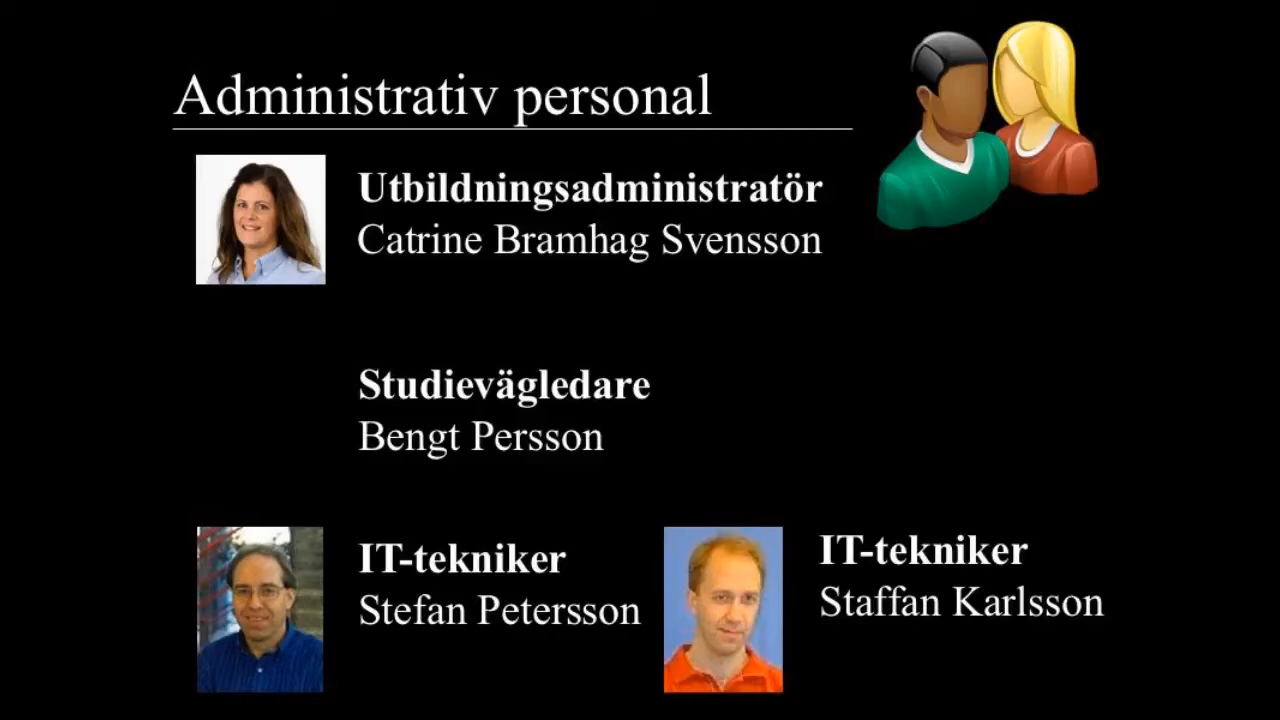 Administrativ personal
Utbildningsadministratör
Catrine Bramhag Svensson
Studievägledare
Bengt Persson
IT-tekniker
Stefan Petersson
IT-tekniker
Staffan Karlsson